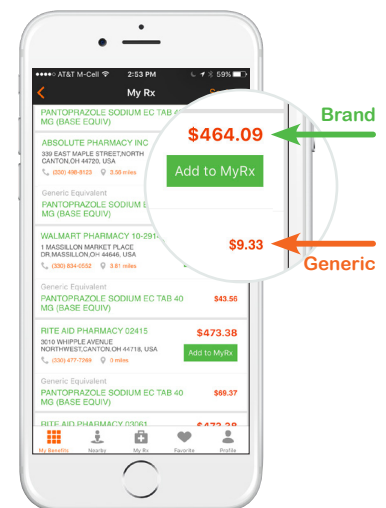 AT&T M-Cell
2:53 PM
59%
My Rx
PANTOPRAZOLE SODIUM EC TAB
MG (BASE EQUIV)
$464.09
Brand
Add to MyRx
ABSOLUTE PHARMACY INC
MAPLE STREET,NORTH
CANTON,OH 44720, USA
(330) 498-8123 3.58 miles
Generic Equivalent
PANTOPRAZOLE SODIUM
MG (BASE EQUIV)
$9.33
Generic
WALMART PHARMACY 10-291
1 MASSILLON MARKET PLACE
DR,MASSILLON,OH 44646, USA
(330) 834-0552 3.81 miles
Generic Equivalent
PANTOPRAZOLE SODIUM EC TAB 40 $43.56
MG (BASE EQUIV)
RITE AID PHARMACY 02415 $473.38
3010 WHIPPLE AVENUE
NORTHWEST,CANTON,OH 44718, USA
Add to MyRx
(330) 477-7269 3 miles
Generic Equivalent
PANTOPRAZOLE SODIUM EC TAB 40 $69.37
MG (BASE EQUIV)
RITE AID PHARMACY 03061 $473.38
My Benefits Nearby My Rx Favorite Profile